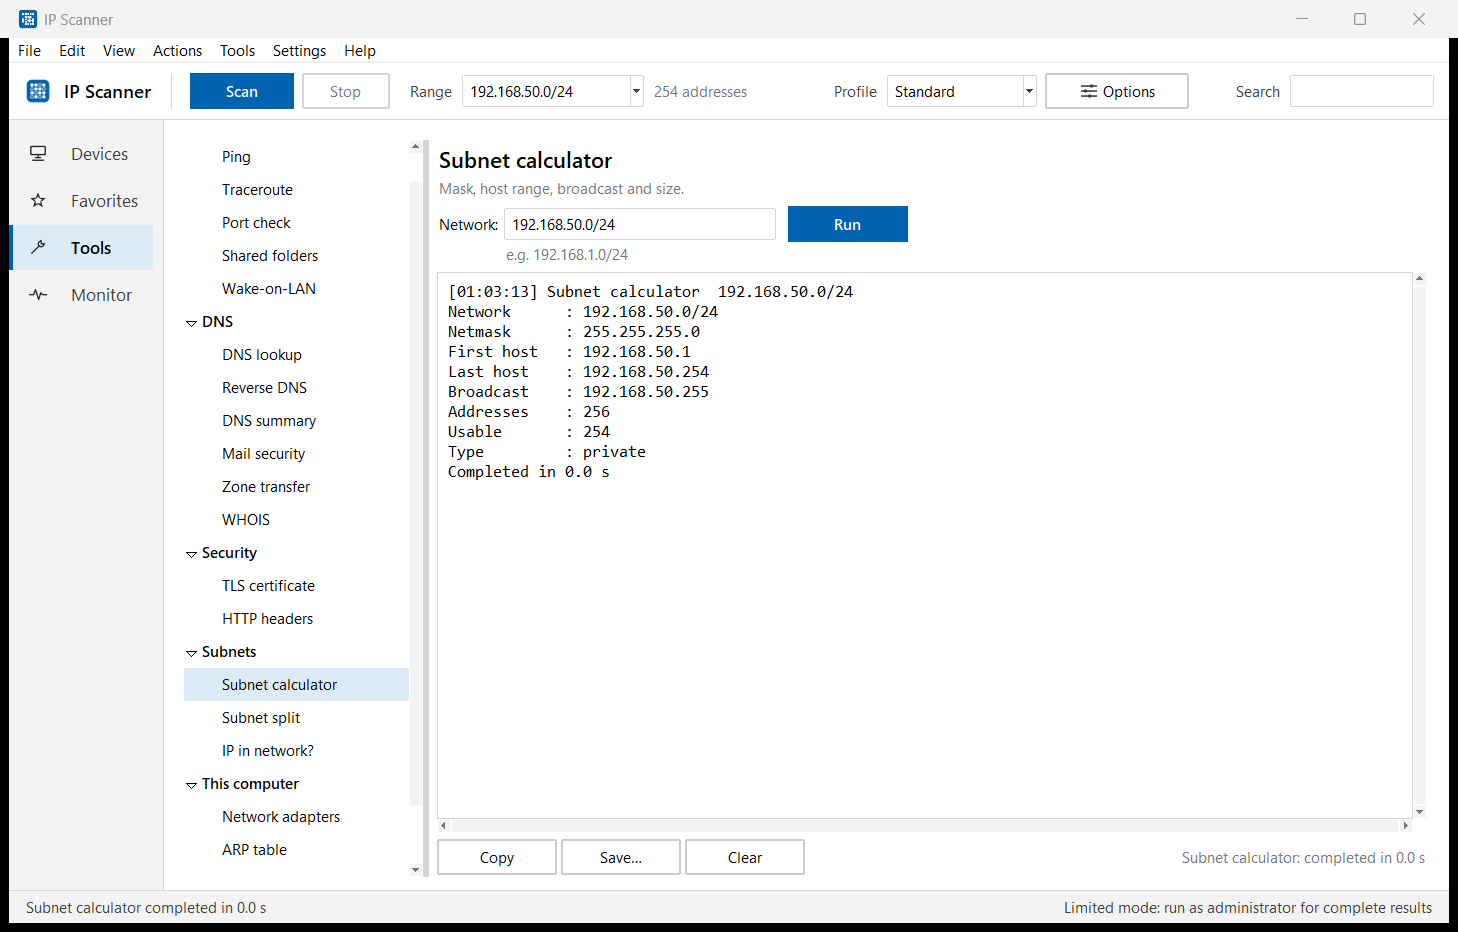 IP Scanner
File Edit View Actions Tools Settings Help
IP Scanner Scan Stop Range 192.168.50.0/24 254 addresses Profile Standard Options Search
Devices
Favorites
Tools
Monitor
Ping
Traceroute
Port check
Shared folders
Wake-on-LAN
DNS
DNS lookup
Reverse DNS
DNS summary
Mail security
Zone transfer
WHOIS
Security
TLS certificate
HTTP headers
Subnets
Subnet calculator
Subnet split
IP in network?
This computer
Network adapters
ARP table
Subnet calculator
Mask, host range, broadcast and size.
Network: 192.168.50.0/24 Run
e.g. 192.168.1.0/24
[01:03:13] Subnet calculator 192.168.50.0/24
Network : 192.168.50.0/24
Netmask : 255.255.255.0
First host : 192.168.50.1
Last host : 192.168.50.254
Broadcast : 192.168.50.255
Addresses : 256
Usable : 254
Type : private
Completed in 0.0 s
Copy Save... Clear Subnet calculator: completed in 0.0 s
Subnet calculator completed in 0.0 s Limited mode: run as administrator for complete results